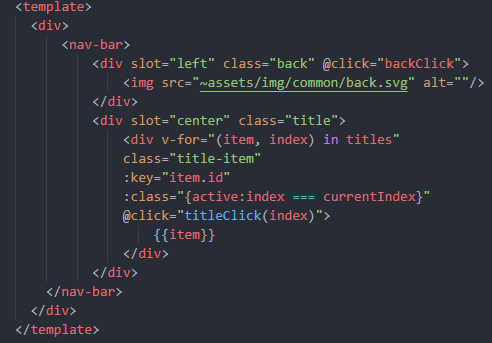 <template>
<div>
<nav-bar>
<div slot="left" class="back" @click="backClick">
<img src="~assets/img/common/back.svg" alt=""/>
</div>
<div slot="center" class="title">
<div v-for="(item, index) in titles"
class="title-item"
:key="item.id"
:class="{active:index === currentIndex}"
@click="titleClick(index)">
{{item}}
</div>
</div>
</nav-bar>
</div>
</template>